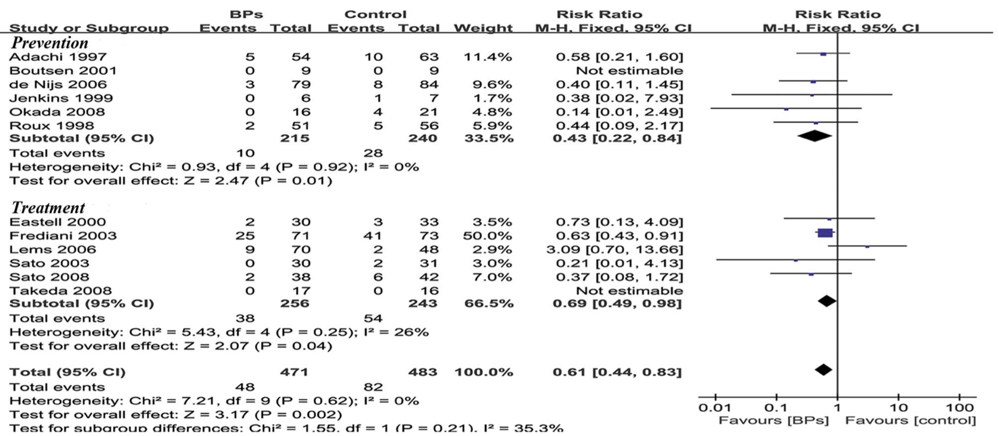 BPs Control Risk Ratio Risk Ratio
Study or Subgroup Events Total Events Total Weight M-H, Fixed, 95% CI M-H, Fixed, 95% CI
Prevention
Adachi 1997 5 54 10 63 11.4% 0.58 [0.21, 1.60]
Boutsen 2001 0 9 0 9 Not estimable
de Nijs 2006 3 79 8 84 9.6% 0.40 [0.11, 1.45]
Jenkins 1999 0 6 1 7 1.7% 0.38 [0.02, 7.93]
Okada 2008 0 16 4 21 4.8% 0.14 [0.01, 2.49]
Roux 1998 2 51 5 56 5.9% 0.44 [0.09, 2.17]
Subtotal (95% CI) 215 240 33.5% 0.43 [0.22, 0.84]
Total events 10 28
Heterogeneity: Chi² = 0.93, df = 4 (P = 0.92); I² = 0%
Test for overall effect: Z = 2.47 (P = 0.01)
Treatment
Eastell 2000 2 30 3 33 3.5% 0.73 [0.13, 4.09]
Frediani 2003 25 71 41 73 50.0% 0.63 [0.43, 0.91]
Lems 2006 9 70 2 48 2.9% 3.09 [0.70, 13.66]
Sato 2003 0 30 2 31 3.0% 0.21 [0.01, 4.13]
Sato 2008 2 38 6 42 7.0% 0.37 [0.08, 1.72]
Takeda 2008 0 17 0 16 Not estimable
Subtotal (95% CI) 256 243 66.5% 0.69 [0.49, 0.98]
Total events 38 54
Heterogeneity: Chi² = 5.43, df = 4 (P = 0.25); I² = 26%
Test for overall effect: Z = 2.07 (P = 0.04)
Total (95% CI) 471 483 100.0% 0.61 [0.44, 0.83]
Total events 48 82
Heterogeneity: Chi² = 7.21, df = 9 (P = 0.62); I² = 0%
Test for overall effect: Z = 3.17 (P = 0.002)
Test for subgroup differences: Chi² = 1.55, df = 1 (P = 0.21), I² = 35.3%
0.01 0.1 1 10 100
Favours [BPs] Favours [control]